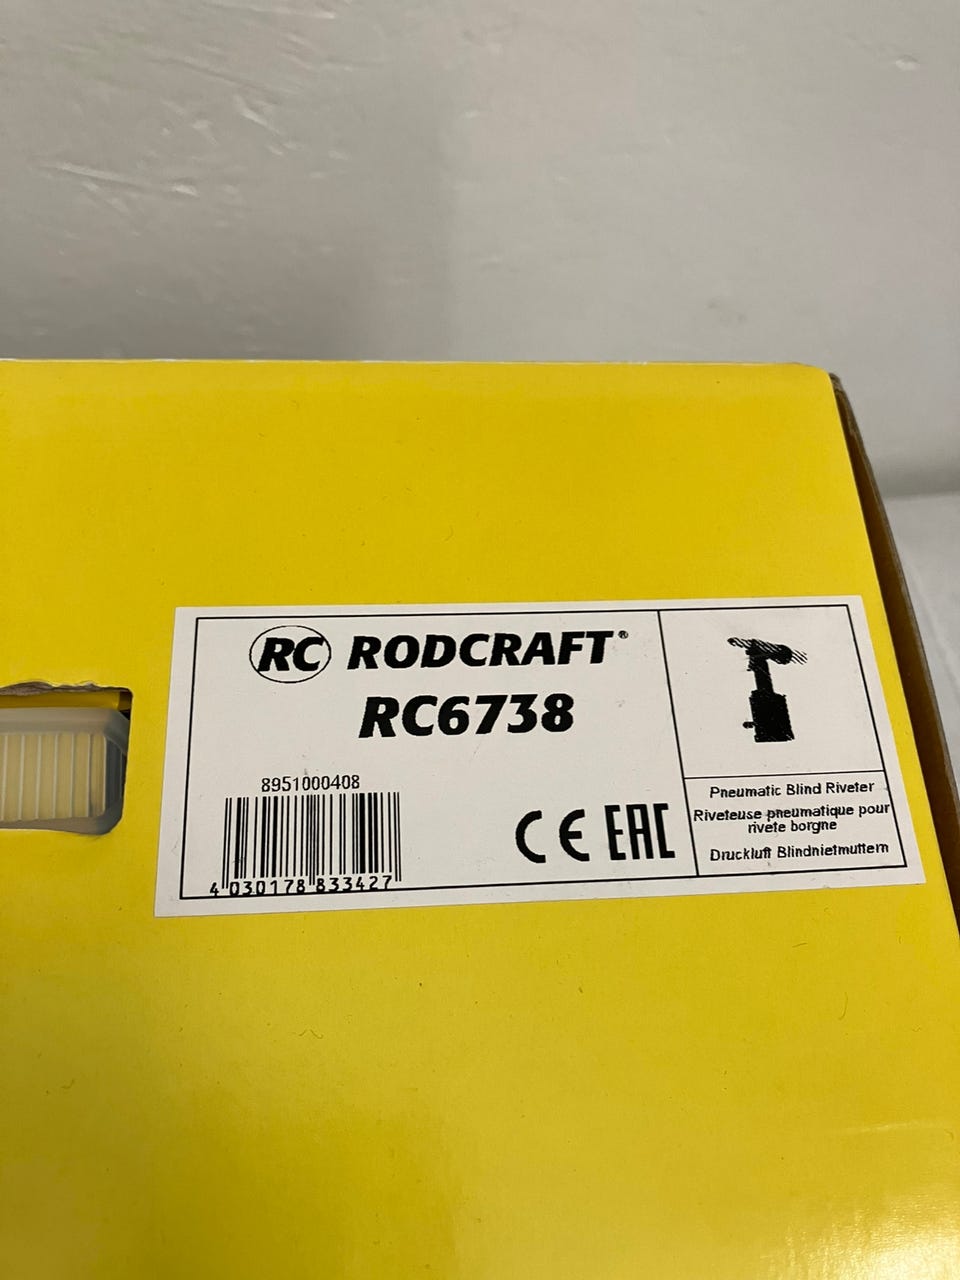 RC RODCRAFT®
RC6738
8951000408
4 030178 833427
CE EAC
Pneumatic Blind Riveter
Riveteuse pneumatique pour
rivete borgne
Druckluft Blindnietmuttern